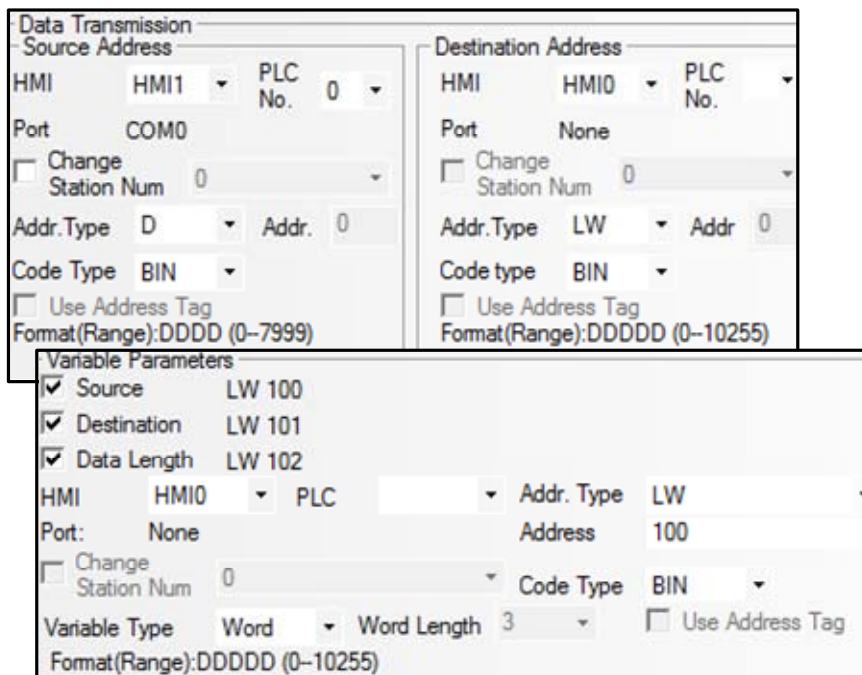 Data Transmission
Source Address
HMI HMI1 PLC No. 0
Port COM0
Change Station Num 0
Addr.Type D Addr. 0
Code Type BIN
Use Address Tag
Format(Range):DDDD (0--7999)
Destination Address
HMI HMI0 PLC No.
Port None
Change Station Num 0
Addr.Type LW Addr 0
Code type BIN
Use Address Tag
Format(Range):DDDDD (0--10255)
Variable Parameters
Source LW 100
Destination LW 101
Data Length LW 102
HMI HMI0 PLC Addr. Type LW
Port: None Address 100
Change Station Num 0 Code Type BIN
Variable Type Word Word Length 3 Use Address Tag
Format(Range):DDDDD (0--10255)